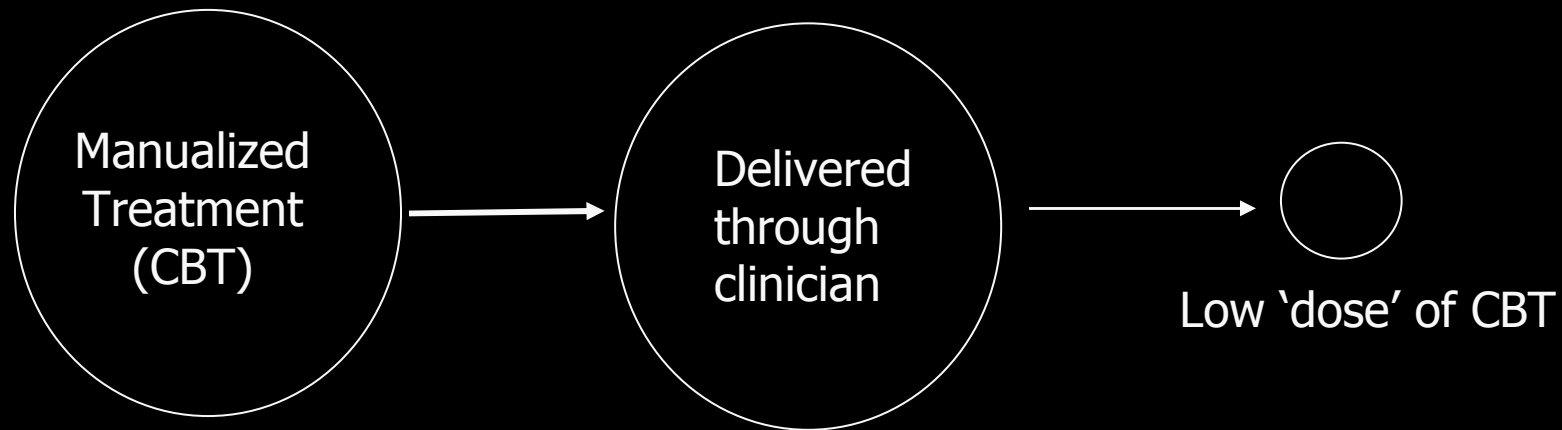 Manualized
Treatment
(CBT)
Delivered
through
clinician
Low ‘dose’ of CBT